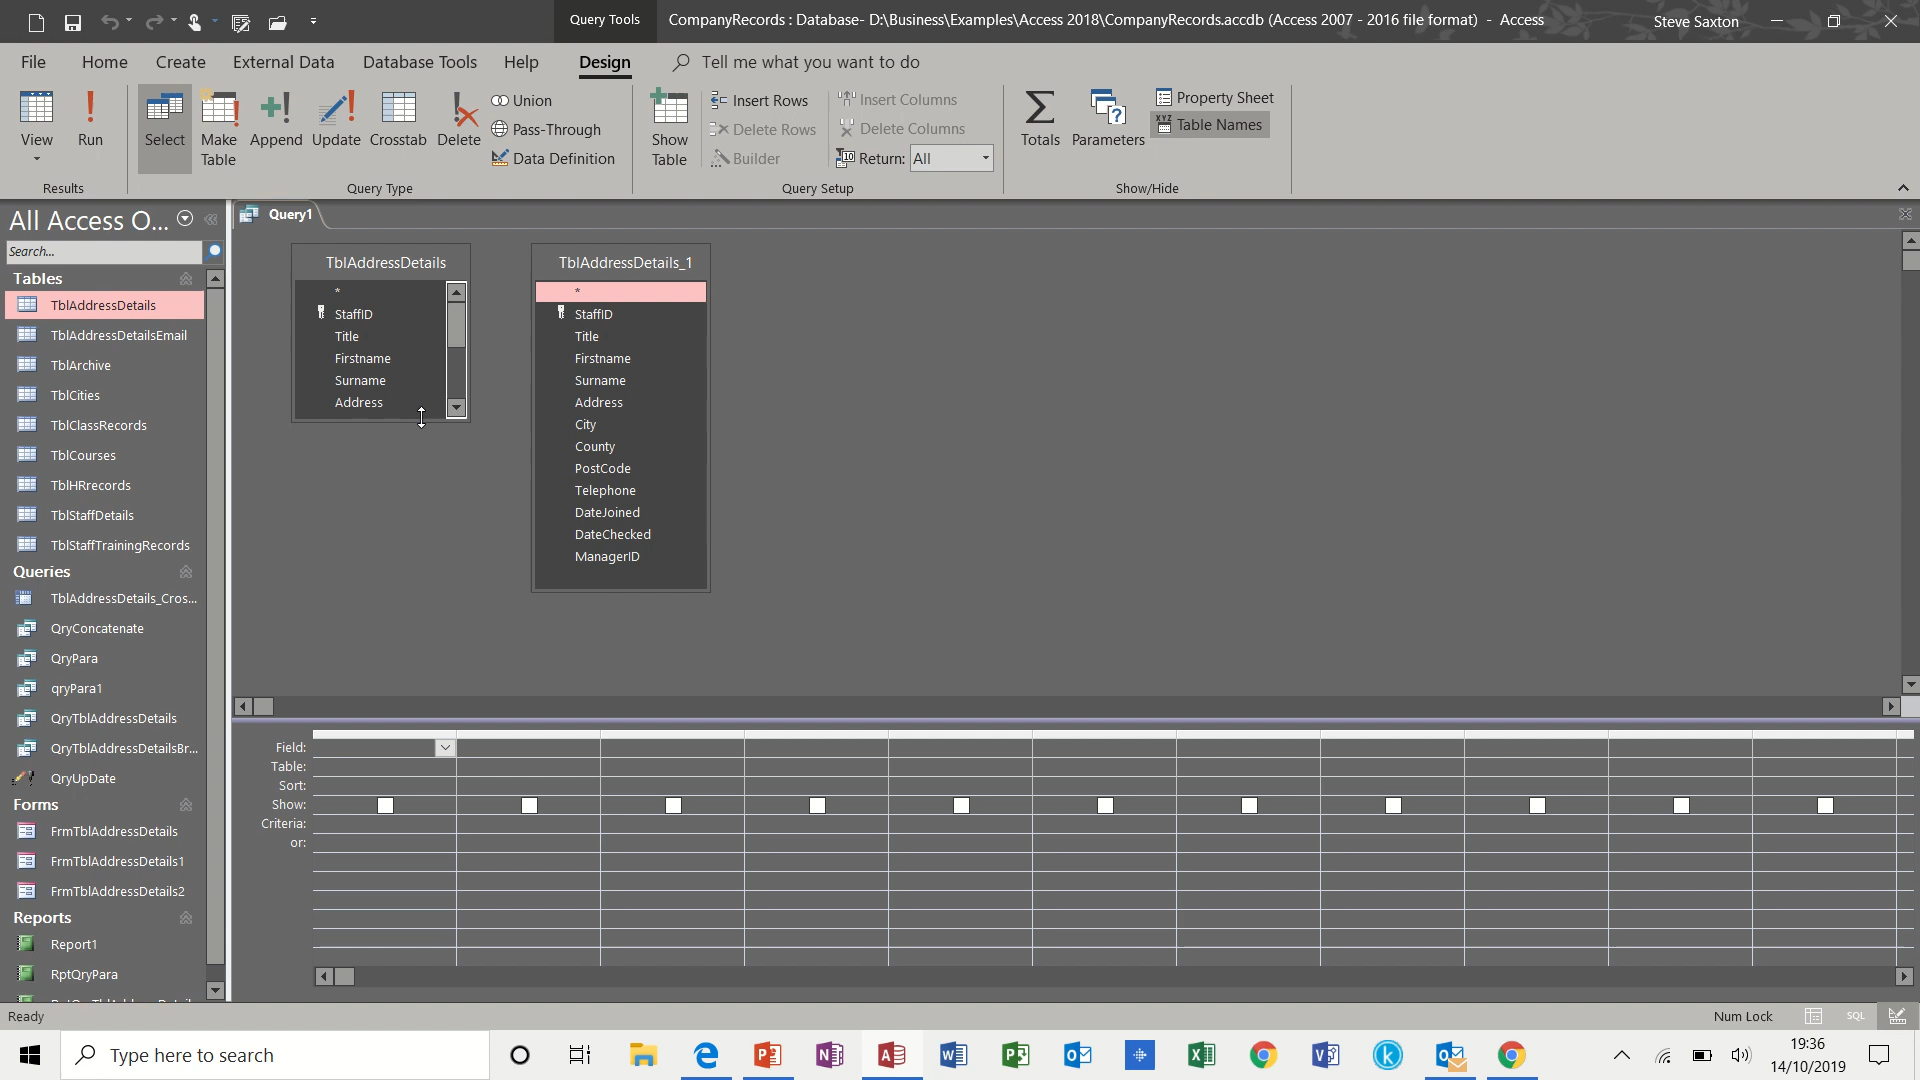 Query Tools
CompanyRecords : Database- D:\Business\Examples\Access 2018\CompanyRecords.accdb (Access 2007 - 2016 file format) - Access
Steve Saxton
File Home Create External Data Database Tools Help Design Tell me what you want to do
View
Run
Results
Select
Make Table
Append
Update
Crosstab
Delete
Union
Pass-Through
Data Definition
Query Type
Show Table
Insert Rows
Delete Rows
Builder
Insert Columns
Delete Columns
Return: All
Query Setup
Totals
Parameters
Property Sheet
Table Names
Show/Hide
All Access O...
Search...
Tables
TblAddressDetails
TblAddressDetailsEmail
TblArchive
TblCities
TblClassRecords
TblCourses
TblHRrecords
TblStaffDetails
TblStaffTrainingRecords
Queries
TblAddressDetails_Cros...
QryConcatenate
QryPara
qryPara1
QryTblAddressDetails
QryTblAddressDetailsBr...
QryUpDate
Forms
FrmTblAddressDetails
FrmTblAddressDetails1
FrmTblAddressDetails2
Reports
Report1
RptQryPara
Query1
TblAddressDetails
*
StaffID
Title
Firstname
Surname
Address
TblAddressDetails_1
*
StaffID
Title
Firstname
Surname
Address
City
County
PostCode
Telephone
DateJoined
DateChecked
ManagerID
Field:
Table:
Sort:
Show:
Criteria:
or:
Ready
Num Lock
SQL
Type here to search
19:36
14/10/2019